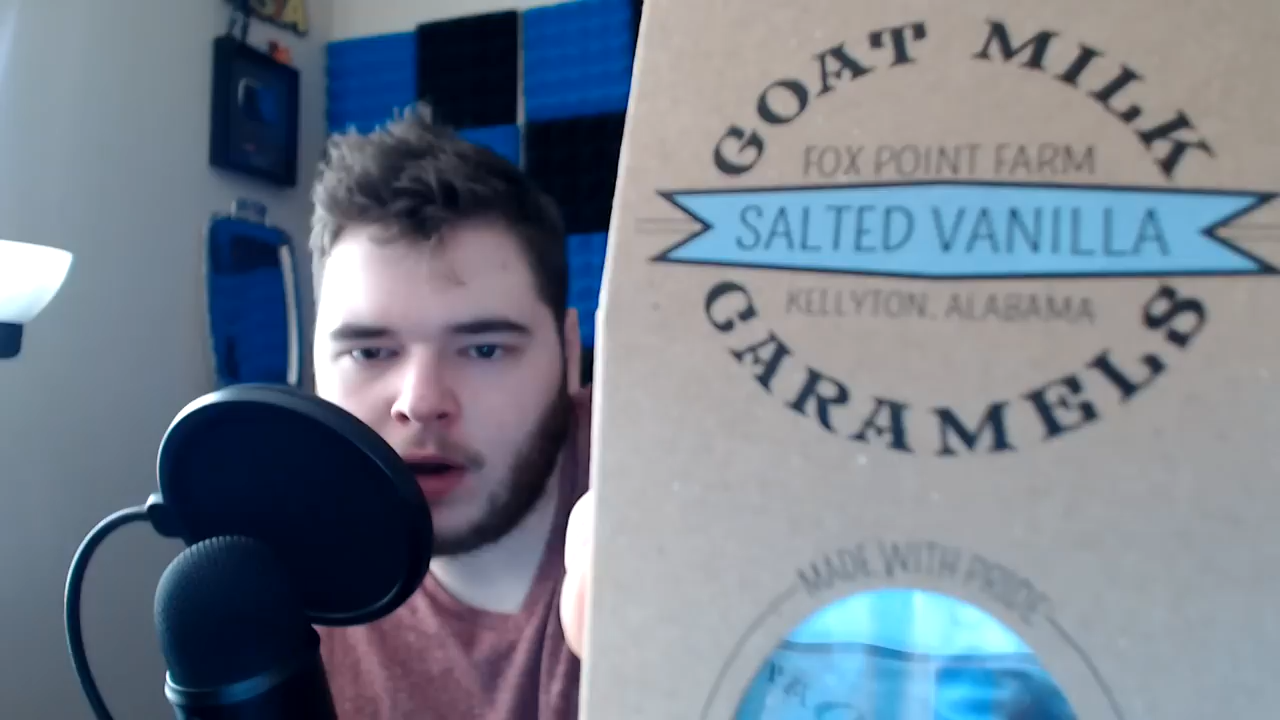 GOAT MILK
FOX POINT FARM
SALTED VANILLA
KELLYTON, ALABAMA
CARAMELS
MADE WITH PRIDE